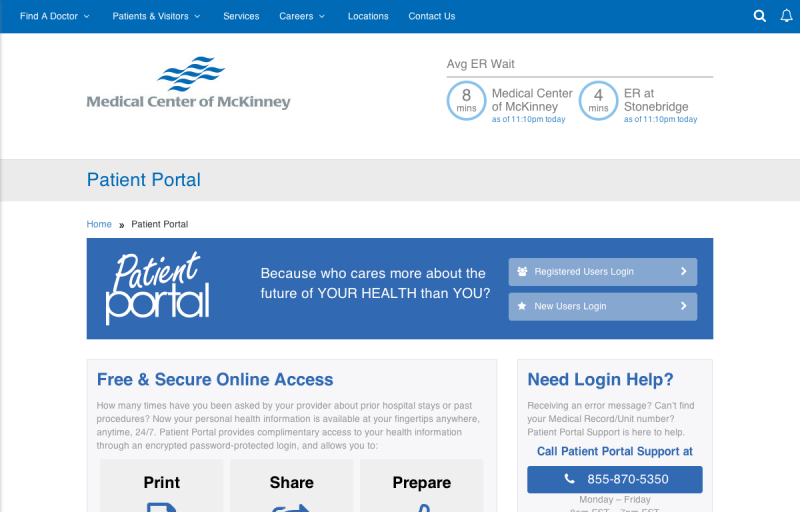 Find A Doctor
Patients & Visitors
Services
Careers
Locations
Contact Us
Medical Center of McKinney
Avg ER Wait
8
mins
Medical Center
of McKinney
as of 11:10pm today
4
mins
ER at
Stonebridge
as of 11:10pm today
Patient Portal
Home » Patient Portal
Patient
portal
Because who cares more about the
future of YOUR HEALTH than YOU?
Registered Users Login
New Users Login
Free & Secure Online Access
How many times have you been asked by your provider about prior hospital stays or past
procedures? Now your personal health information is available at your fingertips anywhere,
anytime, 24/7. Patient Portal provides complimentary access to your health information
through an encrypted password-protected login, and allows you to:
Print
Share
Prepare
Need Login Help?
Receiving an error message? Can't find
your Medical Record/Unit number?
Patient Portal Support is here to help.
Call Patient Portal Support at
855-870-5350
Monday – Friday